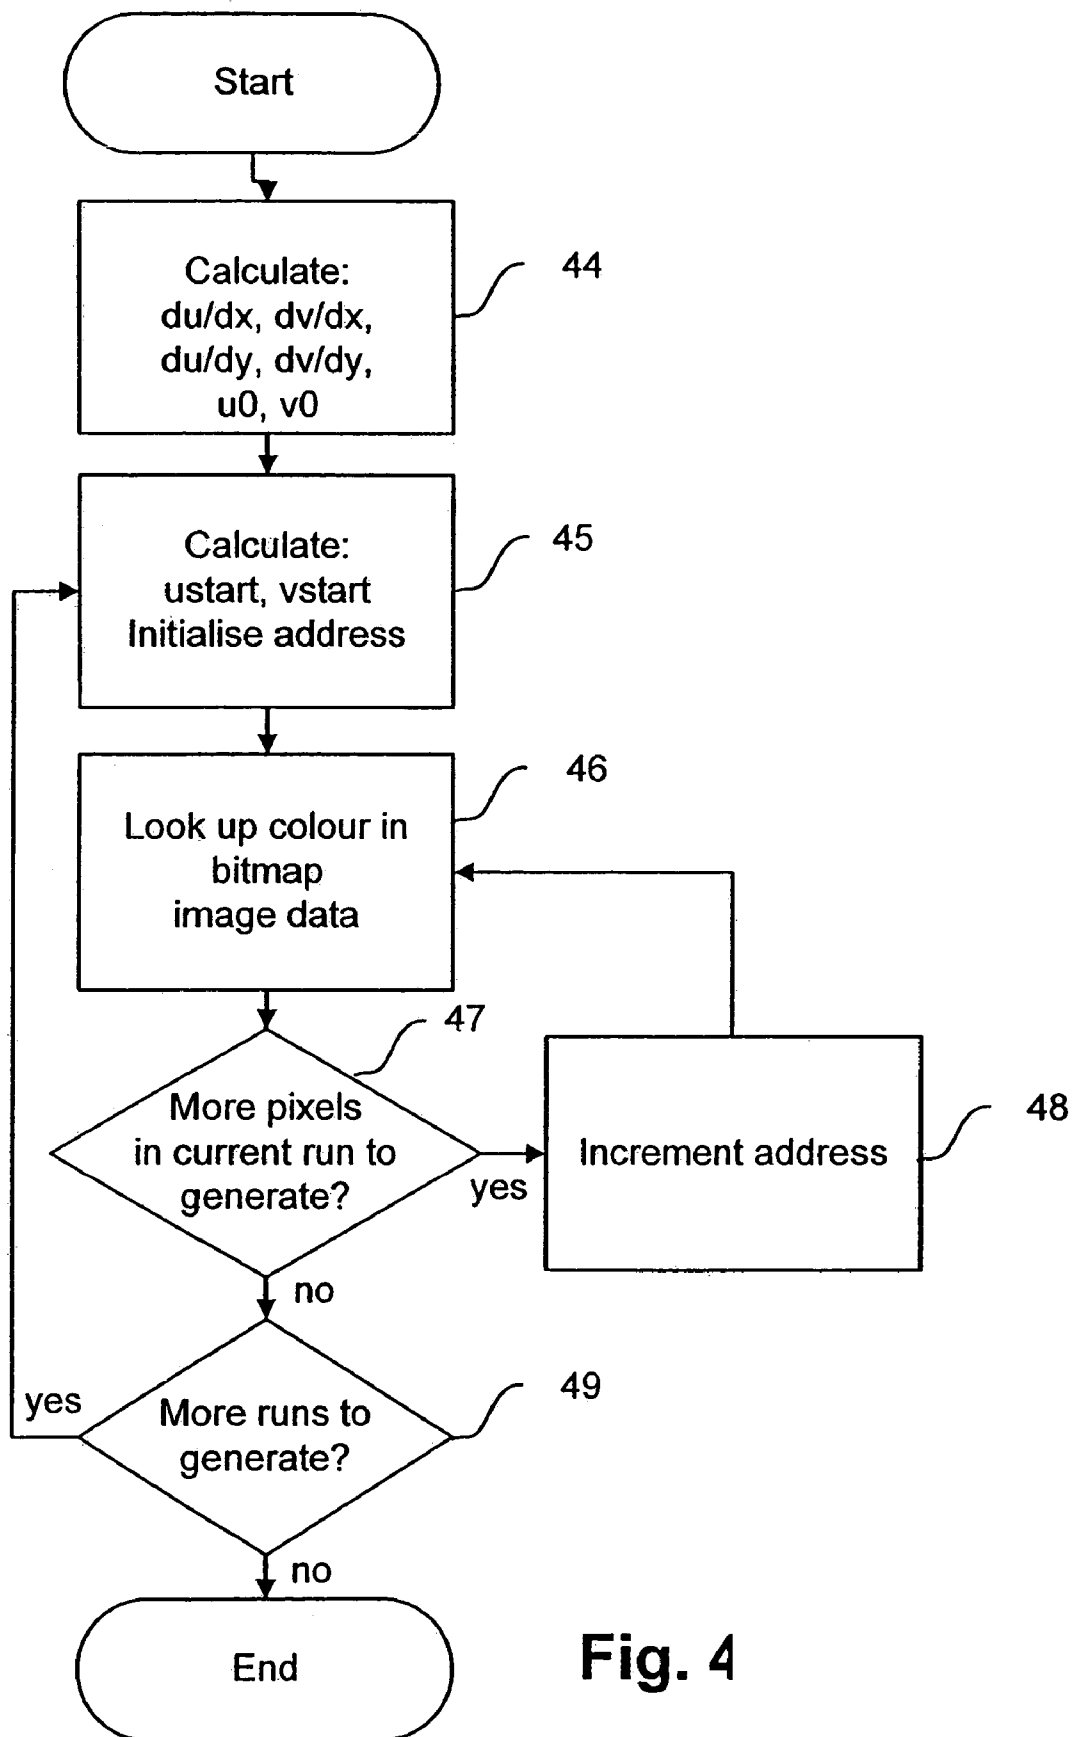 Start
Calculate:
du/dx, dv/dx,
du/dy, dv/dy,
u0, v0
44
Calculate:
ustart, vstart
Initialise address
45
Look up colour in
bitmap
image data
46
47
More pixels
in current run to
generate?
yes
Increment address
48
no
More runs to
generate?
yes
49
no
End
Fig. 4